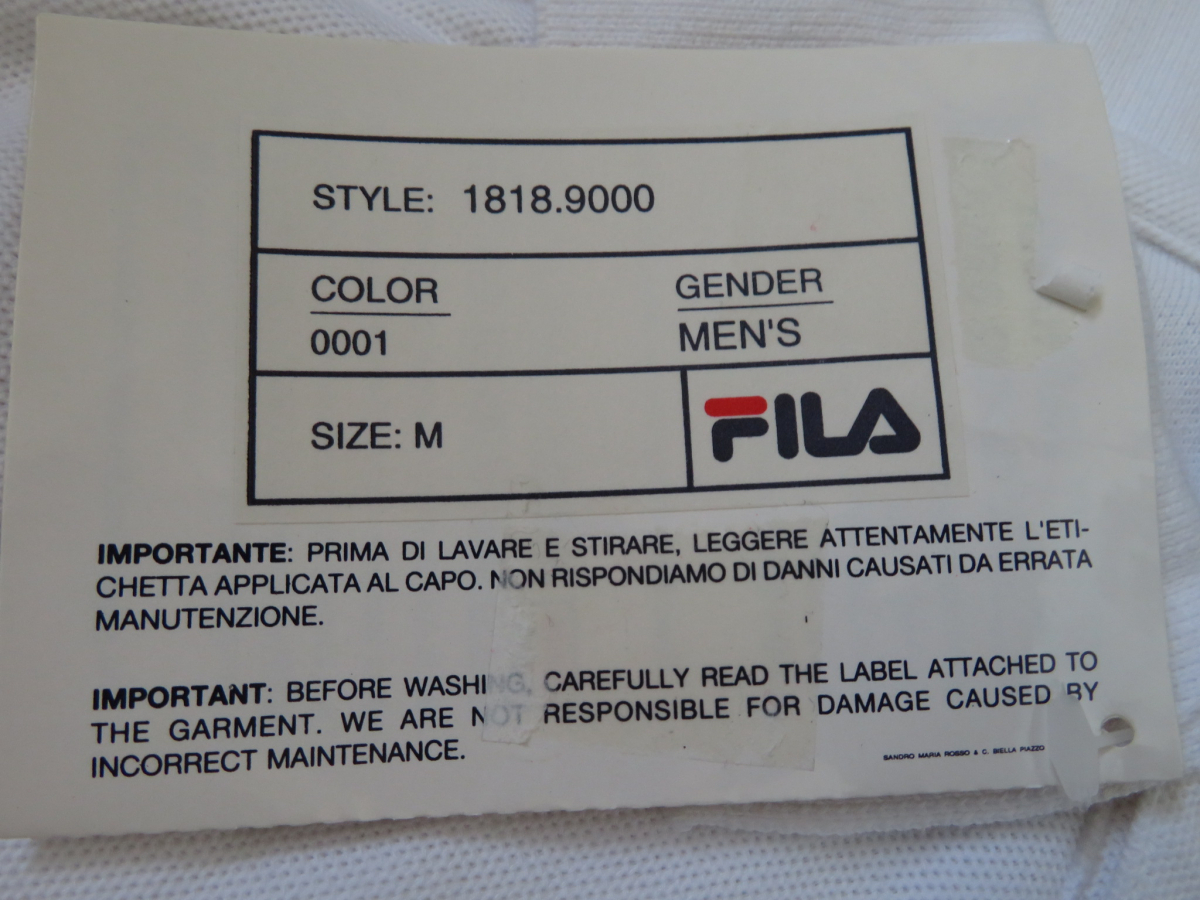 STYLE: 1818.9000
COLOR GENDER
0001 MEN'S
SIZE: M FILA
IMPORTANTE: PRIMA DI LAVARE E STIRARE, LEGGERE ATTENTAMENTE L'ETI-
CHETTA APPLICATA AL CAPO. NON RISPONDIAMO DI DANNI CAUSATI DA ERRATA
MANUTENZIONE.
IMPORTANT: BEFORE WASHING, CAREFULLY READ THE LABEL ATTACHED TO
THE GARMENT. WE ARE NOT RESPONSIBLE FOR DAMAGE CAUSED BY
INCORRECT MAINTENANCE.
SANDRO MARIA ROSSO & C. BIELLA PIAZZO